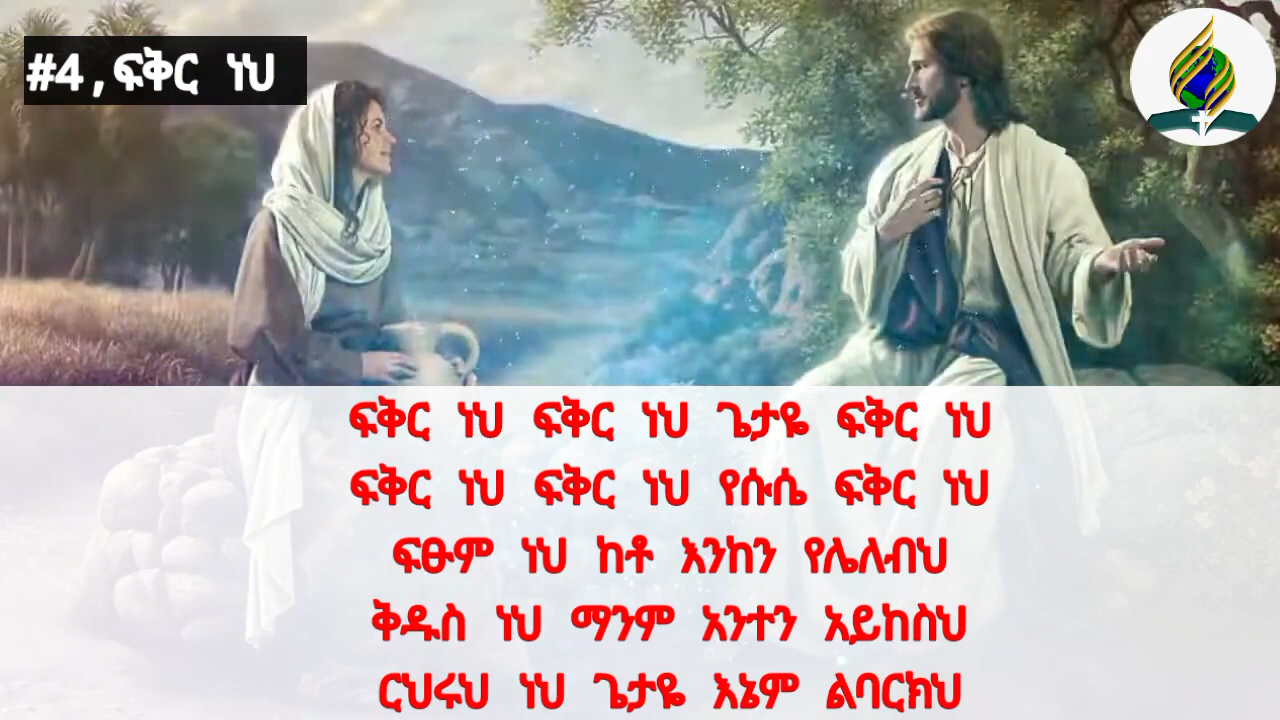 #4,ፍቅር ነህ
ፍቅር ነህ ፍቅር ነህ ጌታዬ ፍቅር ነህ
ፍቅር ነህ ፍቅር ነህ የሱሴ ፍቅር ነህ
ፍፁም ነህ ከቶ እንከን የሌለብህ
ቅዱስ ነህ ማንም አንተን አይከስህ
ርህሩህ ነህ ጌታዬ እኔም ልባርክህ